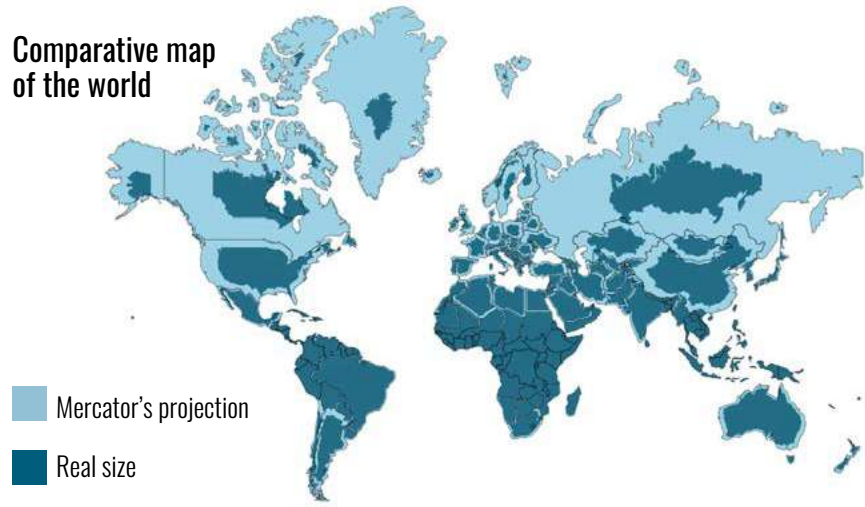 Comparative map
of the world
Mercator’s projection
Real size